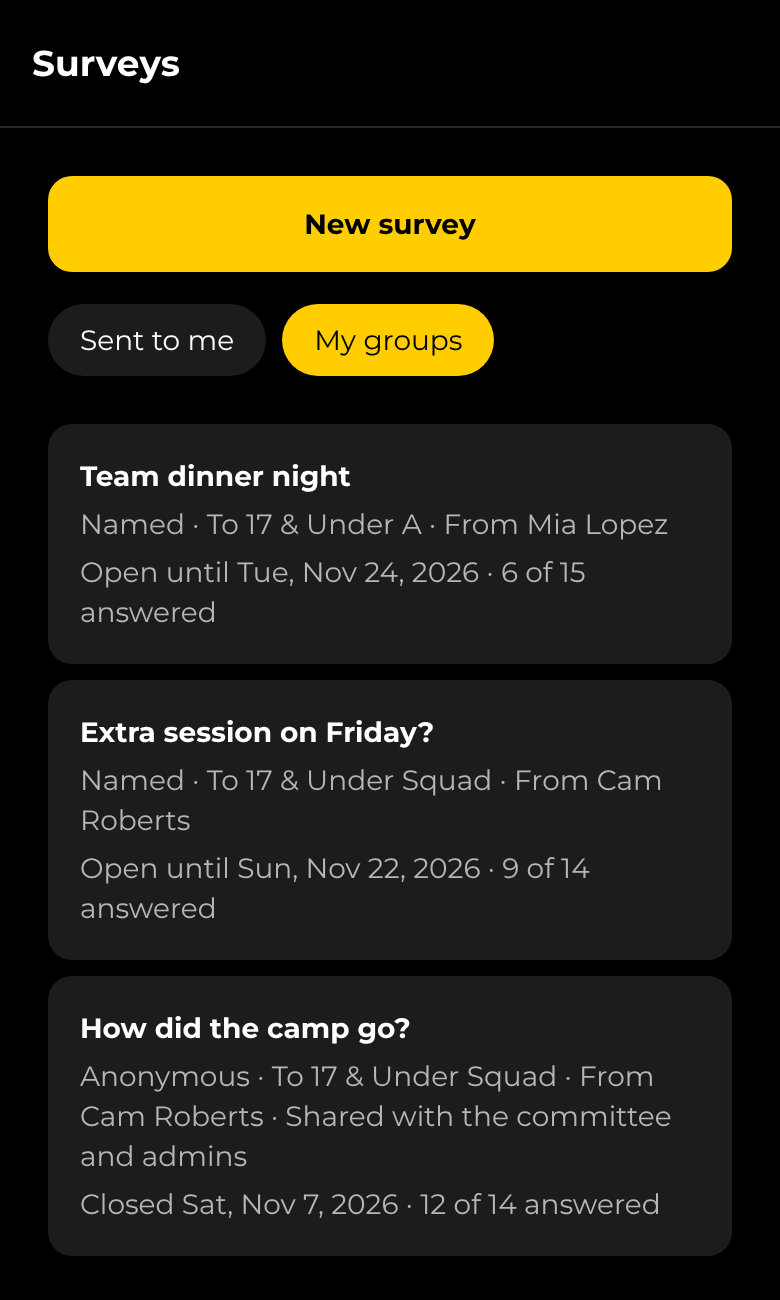 Surveys
New survey
Sent to me
My groups
Team dinner night
Named · To 17 & Under A · From Mia Lopez
Open until Tue, Nov 24, 2026 · 6 of 15
answered
Extra session on Friday?
Named · To 17 & Under Squad · From Cam
Roberts
Open until Sun, Nov 22, 2026 · 9 of 14
answered
How did the camp go?
Anonymous · To 17 & Under Squad · From
Cam Roberts · Shared with the committee
and admins
Closed Sat, Nov 7, 2026 · 12 of 14 answered